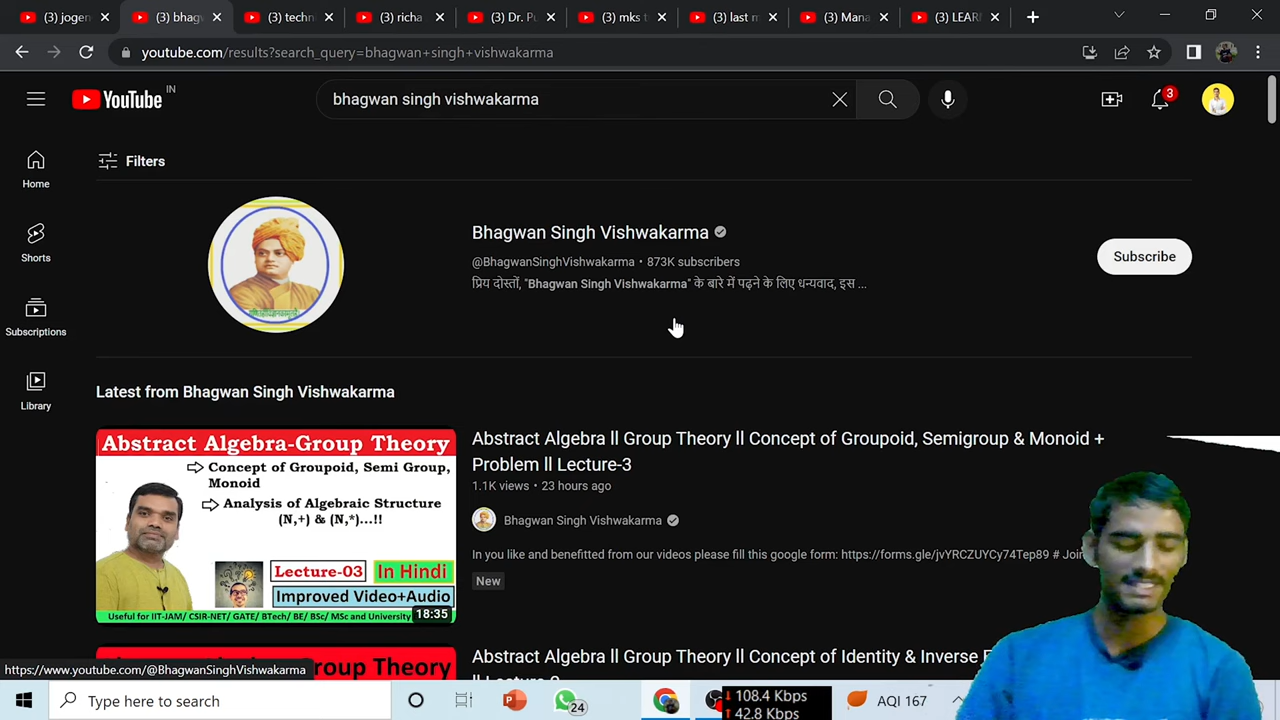 (3) jogen
(3) bhagw
(3) techn
(3) richa
(3) Dr. Pu
(3) mks t
(3) last m
(3) Mana
(3) LEARN
youtube.com/results?search_query=bhagwan+singh+vishwakarma
YouTube IN
bhagwan singh vishwakarma
3
Filters
Home
Shorts
Subscriptions
Library
Bhagwan Singh Vishwakarma
@BhagwanSinghVishwakarma • 873K subscribers
प्रिय दोस्तों, "Bhagwan Singh Vishwakarma" के बारे में पढ़ने के लिए धन्यवाद, इस ...
Subscribe
Latest from Bhagwan Singh Vishwakarma
Abstract Algebra-Group Theory
Concept of Groupoid, Semi Group,
Monoid
Analysis of Algebraic Structure
(N,+) & (N,*)...!!
Lecture-03 In Hindi
Improved Video+Audio
18:35
Useful for IIT-JAM/ CSIR-NET/ GATE/ BTech/ BE/ BSc/ MSc and University
Abstract Algebra ll Group Theory ll Concept of Groupoid, Semigroup & Monoid +
Problem ll Lecture-3
1.1K views • 23 hours ago
Bhagwan Singh Vishwakarma
In you like and benefitted from our videos please fill this google form: https://forms.gle/jvYRCZUYCy74Tep89 # Join
New
Group Theory
Abstract Algebra ll Group Theory ll Concept of Identity & Inverse
https://www.youtube.com/@BhagwanSinghVishwakarma
Type here to search
24
108.4 Kbps
42.8 Kbps
AQI 167